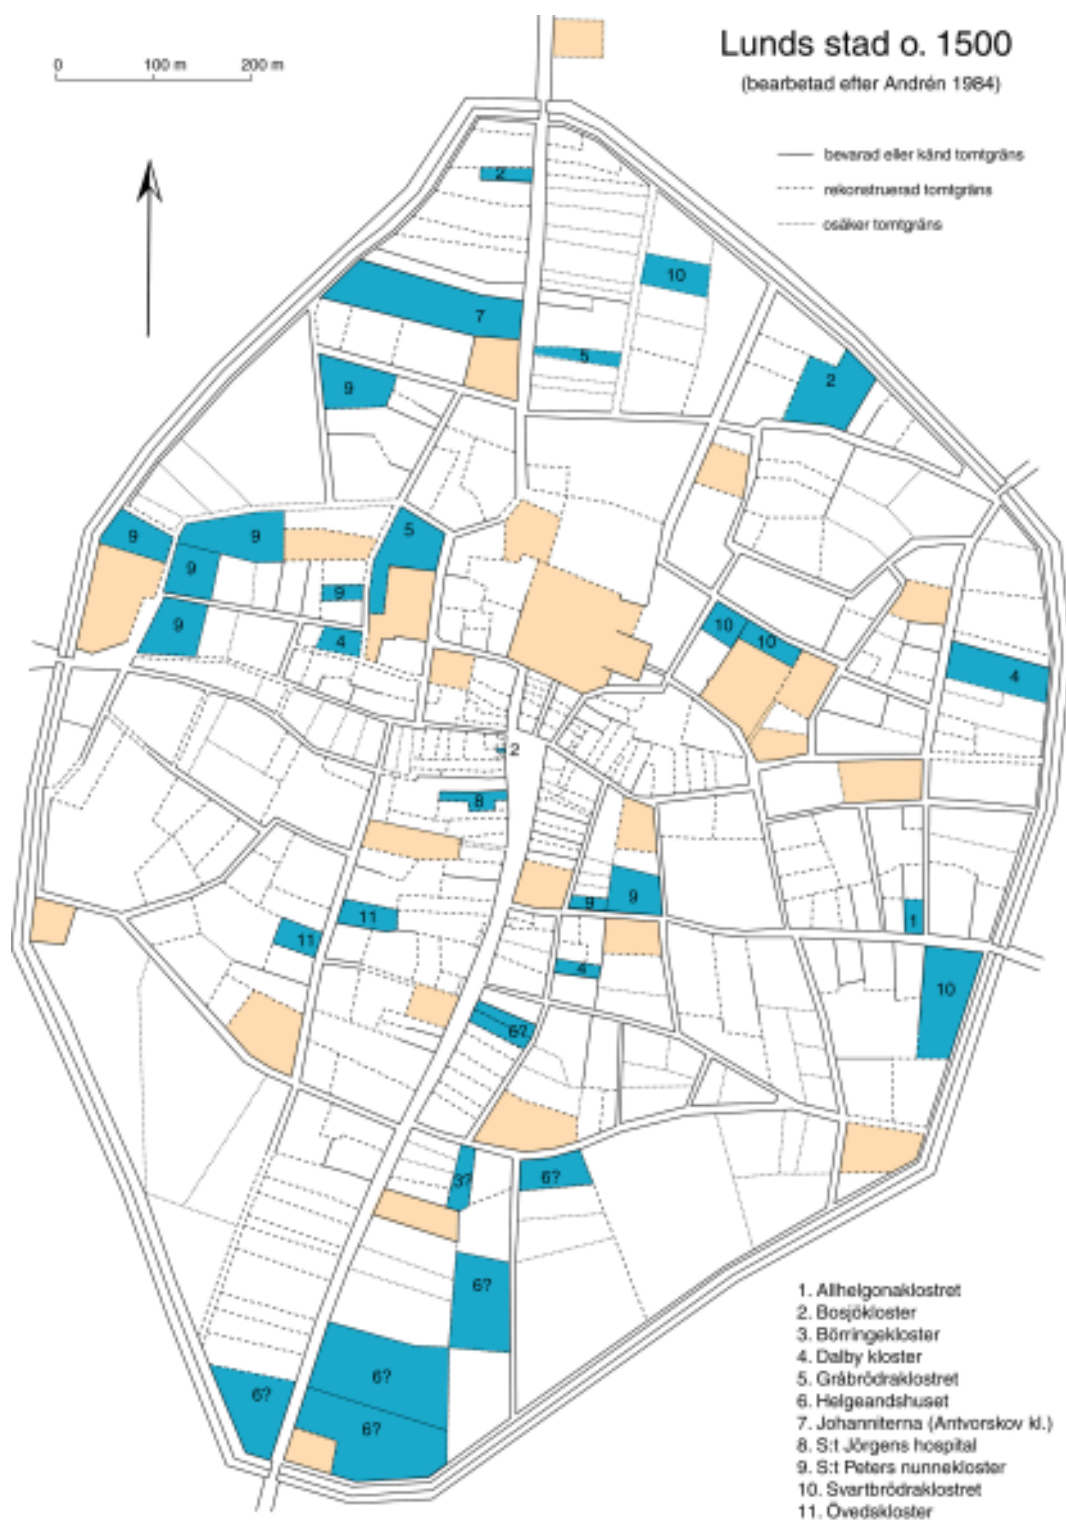 Lunds stad o. 1500
(bearbetad efter Andrén 1984)
0 100 m 200 m
bevarad eller känd tomtgräns
rekonstruerad tomtgräns
osäker tomtgräns
2
10
7
5
2
9
5
9
9
9
9
4
9
10
10
4
2
8
9
9
1
11
11
4
10
6?
3?
6?
6?
6?
6?
6?
1. Allhelgonaklostret
2. Bosjökloster
3. Börringekloster
4. Dalby kloster
5. Gråbrödraklostret
6. Helgeandshuset
7. Johanniterna (Antvorskov kl.)
8. S:t Jörgens hospital
9. S:t Peters nunnekloster
10. Svartbrödraklostret
11. Övedskloster